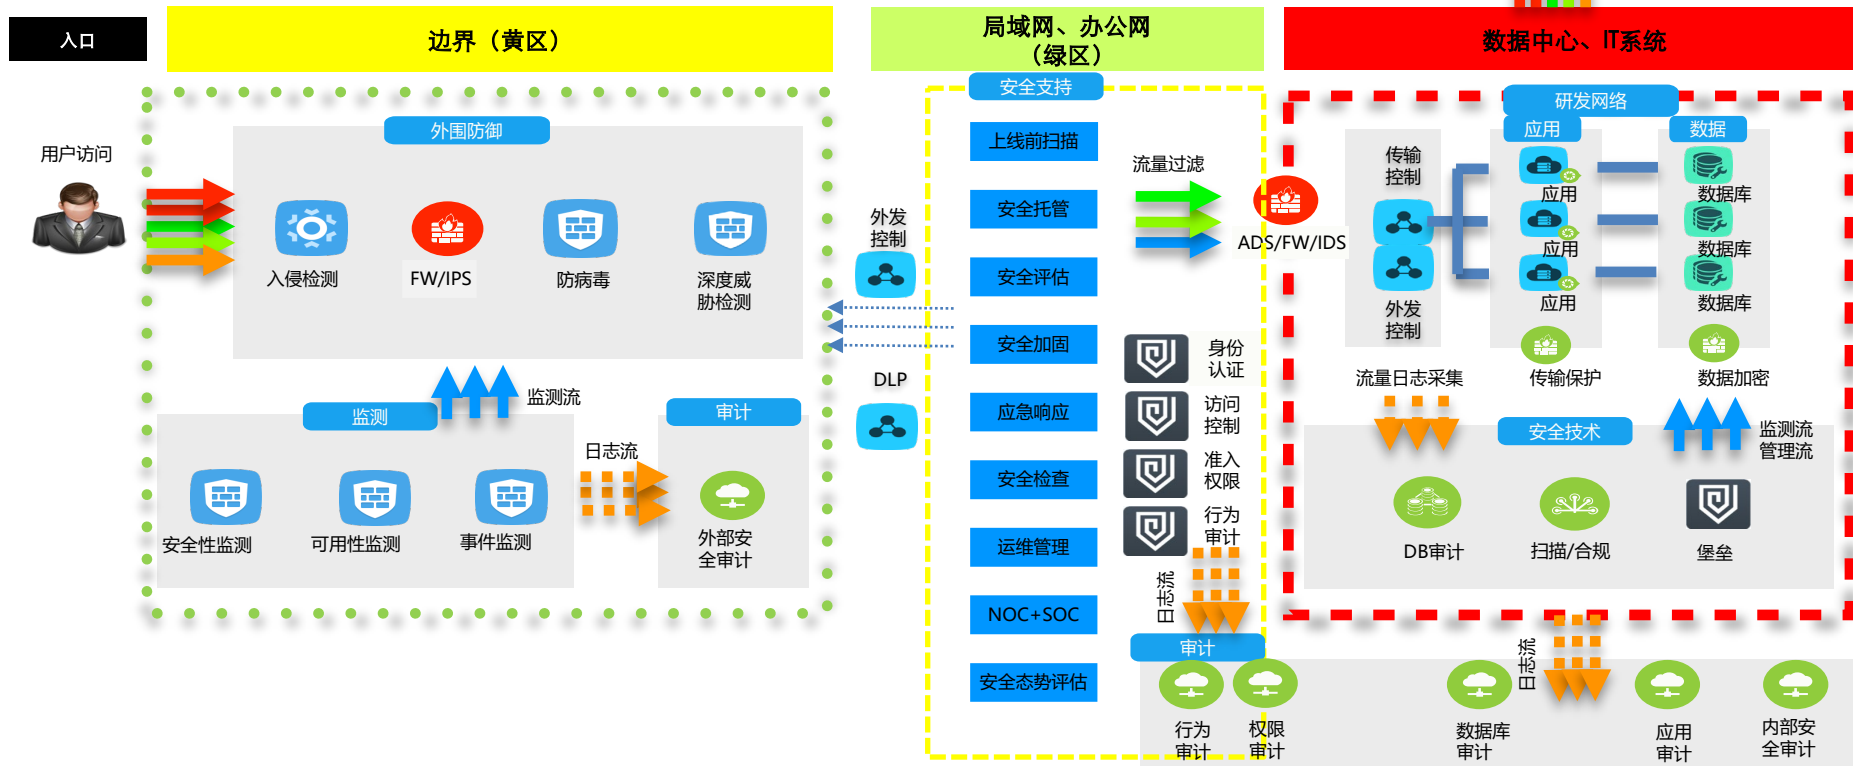 入口
边界（黄区）
局域网、办公网
（绿区）
数据中心、IT系统
用户访问
外围防御
入侵检测
FW/IPS
防病毒
深度威
胁检测
监测流
监测
安全性监测
可用性监测
事件监测
日志流
审计
外部安
全审计
外发
控制
DLP
安全支持
上线前扫描
安全托管
安全评估
安全加固
应急响应
安全检查
运维管理
NOC+SOC
安全态势评估
流量过滤
ADS/FW/IDS
身份
认证
访问
控制
准入
权限
行为
审计
日志流
审计
行为
审计
权限
审计
研发网络
应用
数据
传输
控制
外发
控制
应用
应用
应用
数据库
数据库
数据库
流量日志采集
传输保护
数据加密
安全技术
监测流
管理流
DB审计
扫描/合规
堡垒
日志流
数据库
审计
应用
审计
内部安
全审计